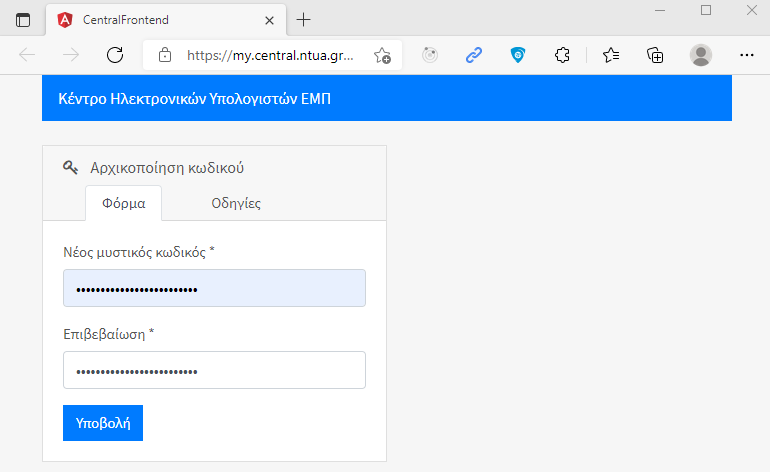 CentralFrontend
https://my.central.ntua.gr...
Κέντρο Ηλεκτρονικών Υπολογιστών ΕΜΠ
Αρχικοποίηση κωδικού
Φόρμα Οδηγίες
Νέος μυστικός κωδικός *
•••••••••••••••••••••••••
Επιβεβαίωση *
•••••••••••••••••••••••••
Υποβολή